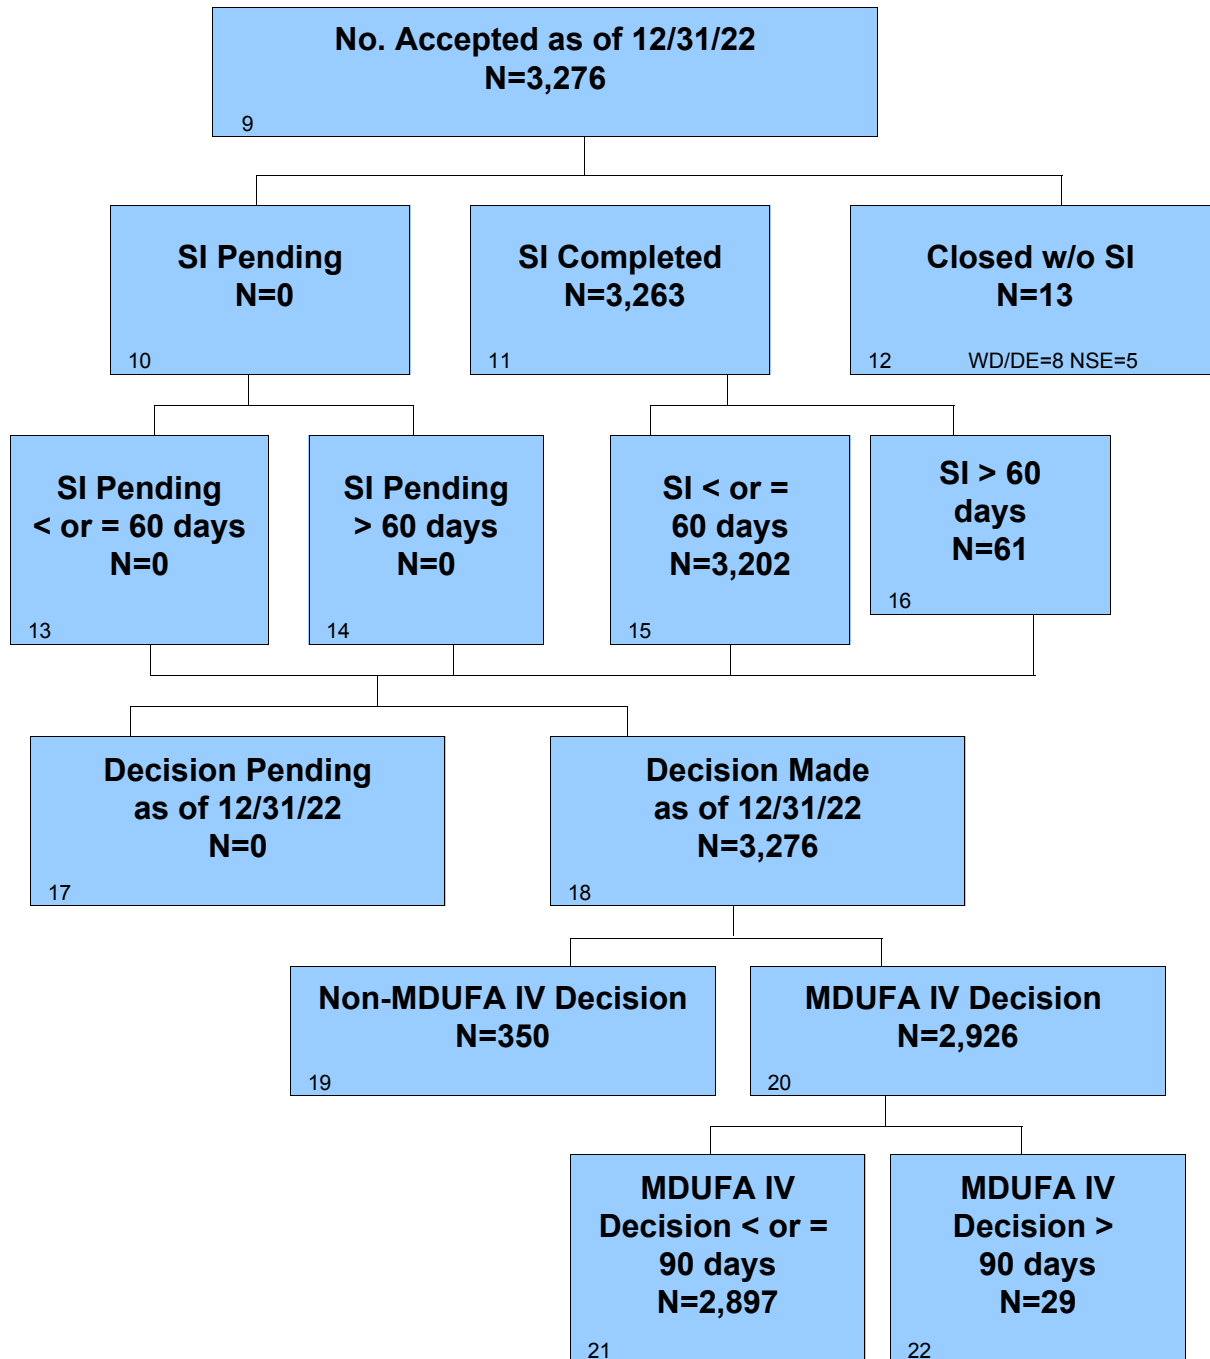 No. Accepted as of 12/31/22
N=3,276
9
SI Pending
N=0
10
SI Completed
N=3,263
11
Closed w/o SI
N=13
12 WD/DE=8 NSE=5
SI Pending
< or = 60 days
N=0
13
SI Pending
> 60 days
N=0
14
SI < or =
60 days
N=3,202
15
SI > 60
days
N=61
16
Decision Pending
as of 12/31/22
N=0
17
Decision Made
as of 12/31/22
N=3,276
18
Non-MDUFA IV Decision
N=350
19
MDUFA IV Decision
N=2,926
20
MDUFA IV
Decision < or =
90 days
N=2,897
21
MDUFA IV
Decision >
90 days
N=29
22